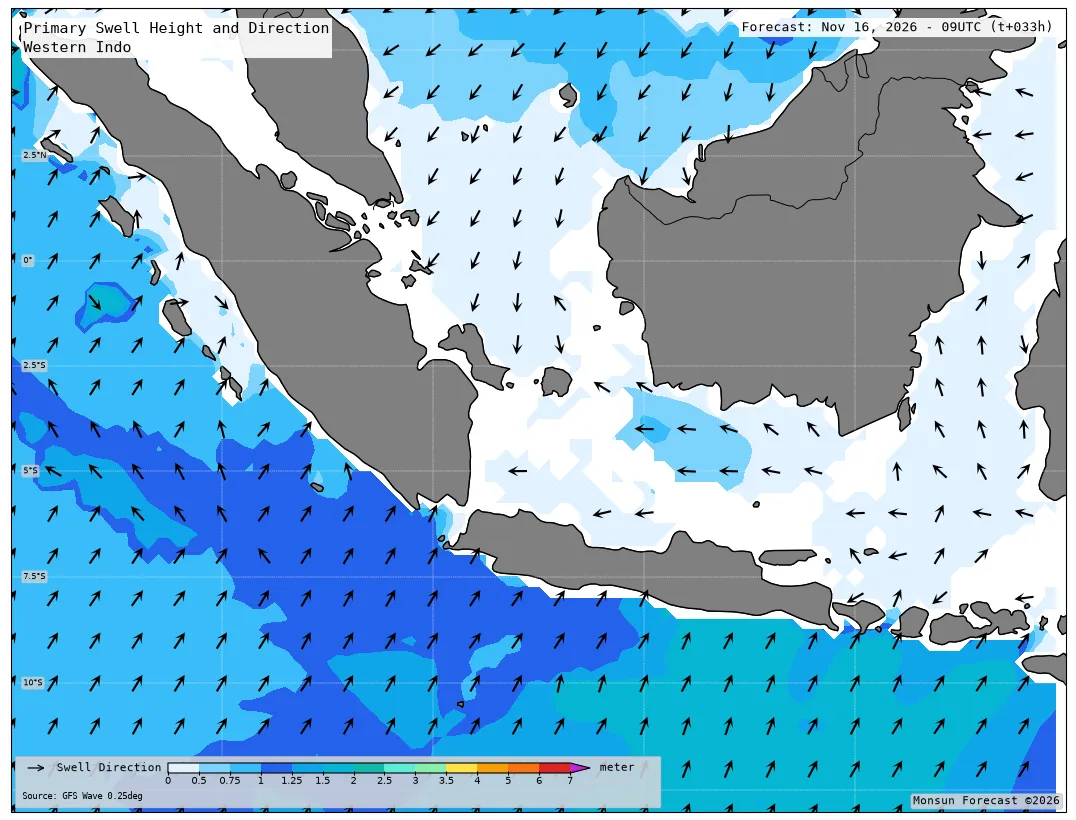 Primary Swell Height and Direction
Western Indo
Forecast: Nov 16, 2026 - 09UTC (t+033h)
2.5°N
0°
2.5°S
5°S
7.5°S
10°S
Swell Direction
0 0.5 0.75 1 1.25 1.5 2 2.5 3 3.5 4 5 6 7
meter
Source: GFS Wave 0.25deg
Monsun Forecast ©2026